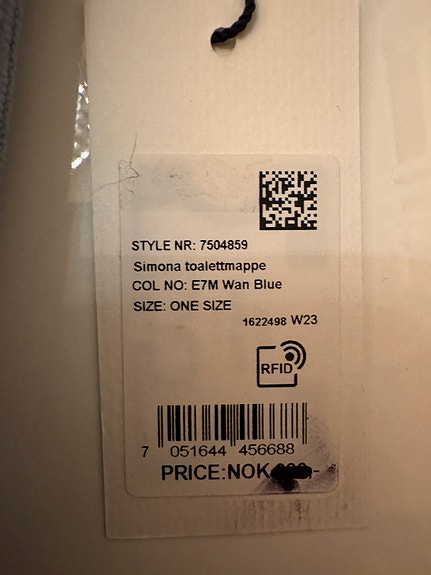 STYLE NR: 7504859
Simona toalettmappe
COL NO: E7M Wan Blue
SIZE: ONE SIZE
1622498 W23
RFID
7 051644 456688
PRICE:NOK